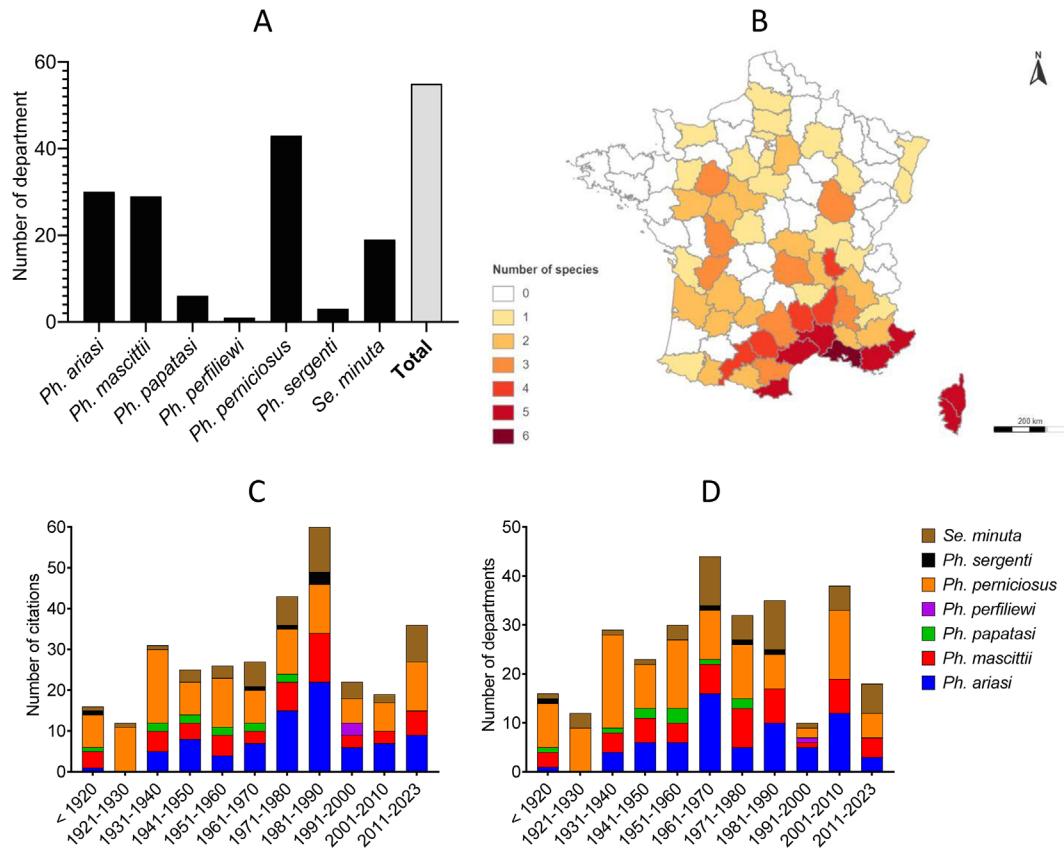 A
Number of department
60
40
20
0
Ph. ariasi
Ph. mascittii
Ph. papatasi
Ph. perfiliewi
Ph. perniciosus
Ph. sergenti
Se. minuta
Total
B
N
Number of species
0
1
2
3
4
5
6
200 km
C
Number of citations
60
50
40
30
20
10
0
< 1920
1921-1930
1931-1940
1941-1950
1951-1960
1961-1970
1971-1980
1981-1990
1991-2000
2001-2010
2011-2023
D
Number of departments
50
40
30
20
10
0
< 1920
1921-1930
1931-1940
1941-1950
1951-1960
1961-1970
1971-1980
1981-1990
1991-2000
2001-2010
2011-2023
Se. minuta
Ph. sergenti
Ph. perniciosus
Ph. perfiliewi
Ph. papatasi
Ph. mascittii
Ph. ariasi